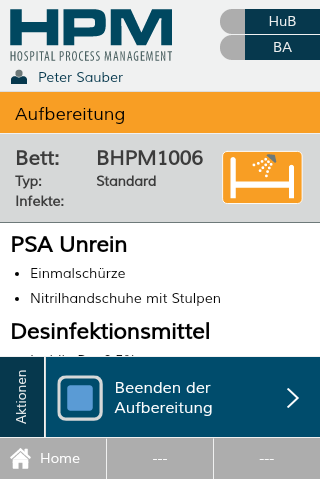 HPM
HOSPITAL PROCESS MANAGEMENT
HuB
BA
Peter Sauber
Aufbereitung
Bett: BHPM1006
Typ: Standard
Infekte:
PSA Unrein
• Einmalschürze
• Nitrilhandschuhe mit Stulpen
Desinfektionsmittel
Aktionen
Beenden der
Aufbereitung
Home
---
---